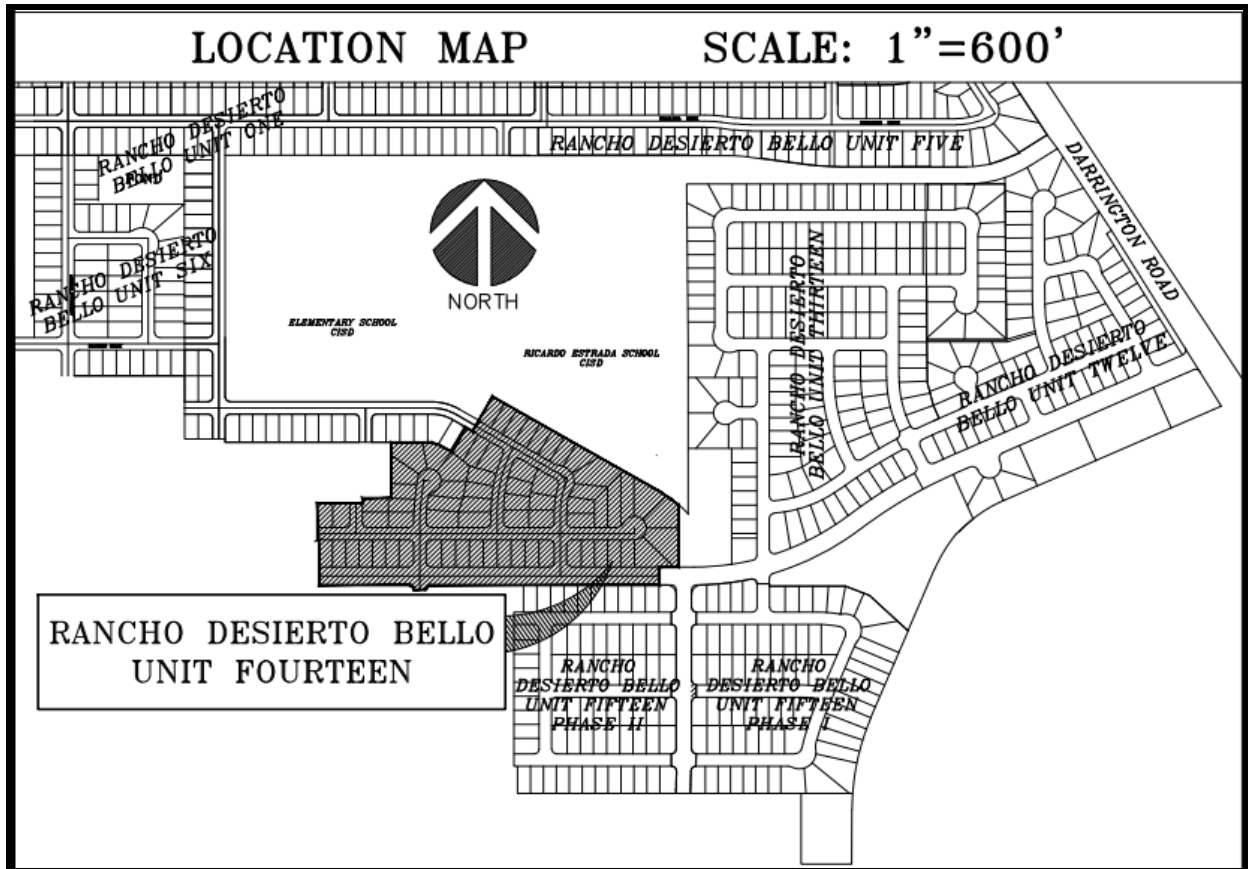 LOCATION MAP SCALE: 1”=600’
RANCHO DESIERTO
BELLO UNIT ONE
POND
RANCHO DESIERTO BELLO UNIT FIVE
DARRINGTON ROAD
RANCHO DESIERTO
BELLO UNIT SIX
NORTH
ELEMENTARY SCHOOL
CISD
RICARDO ESTRADA SCHOOL
CISD
RANCHO DESIERTO
BELLO UNIT THIRTEEN
RANCHO DESIERTO
BELLO UNIT TWELVE
RANCHO DESIERTO BELLO
UNIT FOURTEEN
RANCHO
DESIERTO BELLO
UNIT FIFTEEN
PHASE II
RANCHO
DESIERTO BELLO
UNIT FIFTEEN
PHASE I